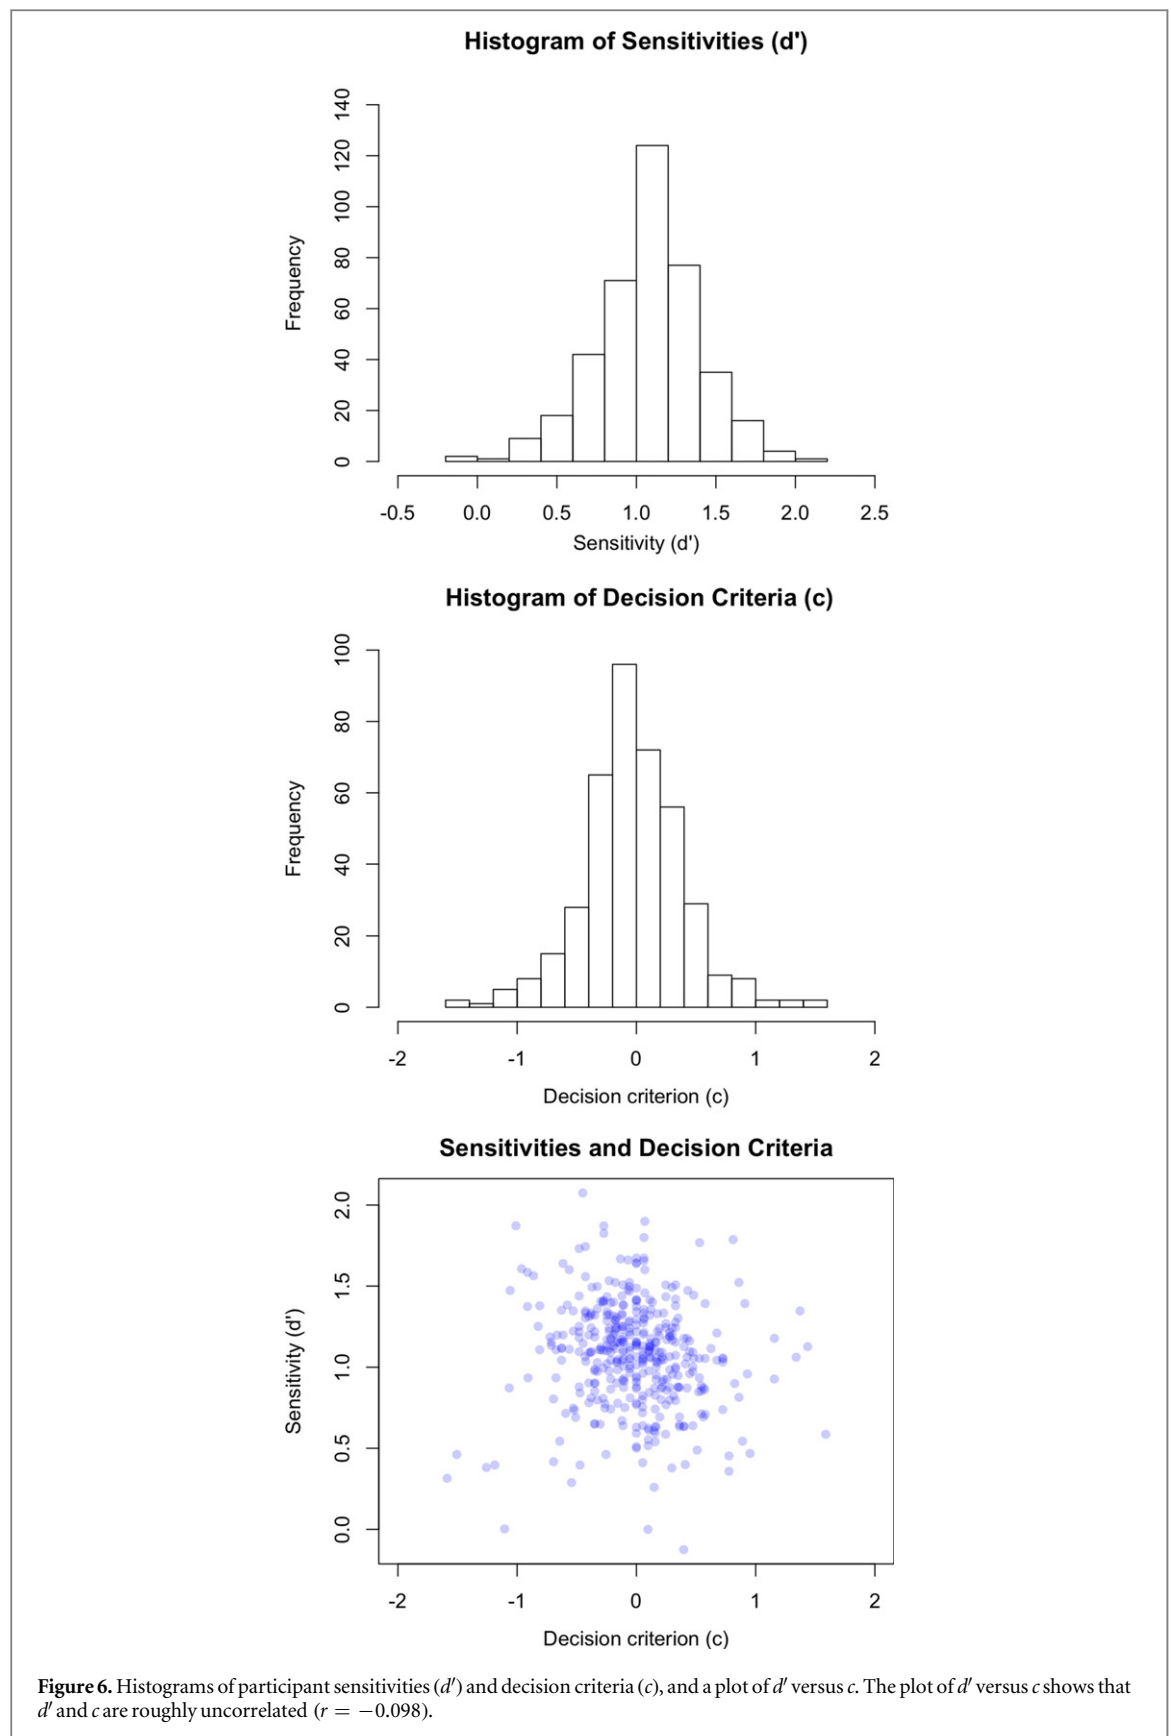 Histogram of Sensitivities (d')
140
120
100
80
60
40
20
0
Frequency
-0.5 0.0 0.5 1.0 1.5 2.0 2.5
Sensitivity (d')
Histogram of Decision Criteria (c)
100
80
60
40
20
0
Frequency
-2 -1 0 1 2
Decision criterion (c)
Sensitivities and Decision Criteria
2.0
1.5
1.0
0.5
0.0
Sensitivity (d')
-2 -1 0 1 2
Decision criterion (c)
Figure 6. Histograms of participant sensitivities (d′) and decision criteria (c), and a plot of d′ versus c. The plot of d′ versus c shows that
d′ and c are roughly uncorrelated (r = −0.098).